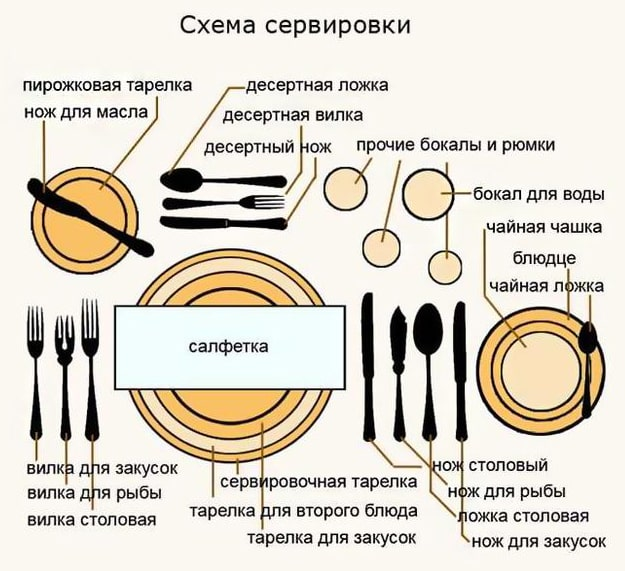 Схема сервировки
пирожковая тарелка
нож для масла
десертная ложка
десертная вилка
десертный нож
прочие бокалы и рюмки
бокал для воды
чайная чашка
блюдце
чайная ложка
салфетка
вилка для закусок
вилка для рыбы
вилка столовая
сервировочная тарелка
тарелка для второго блюда
тарелка для закусок
нож столовый
нож для рыбы
ложка столовая
нож для закусок